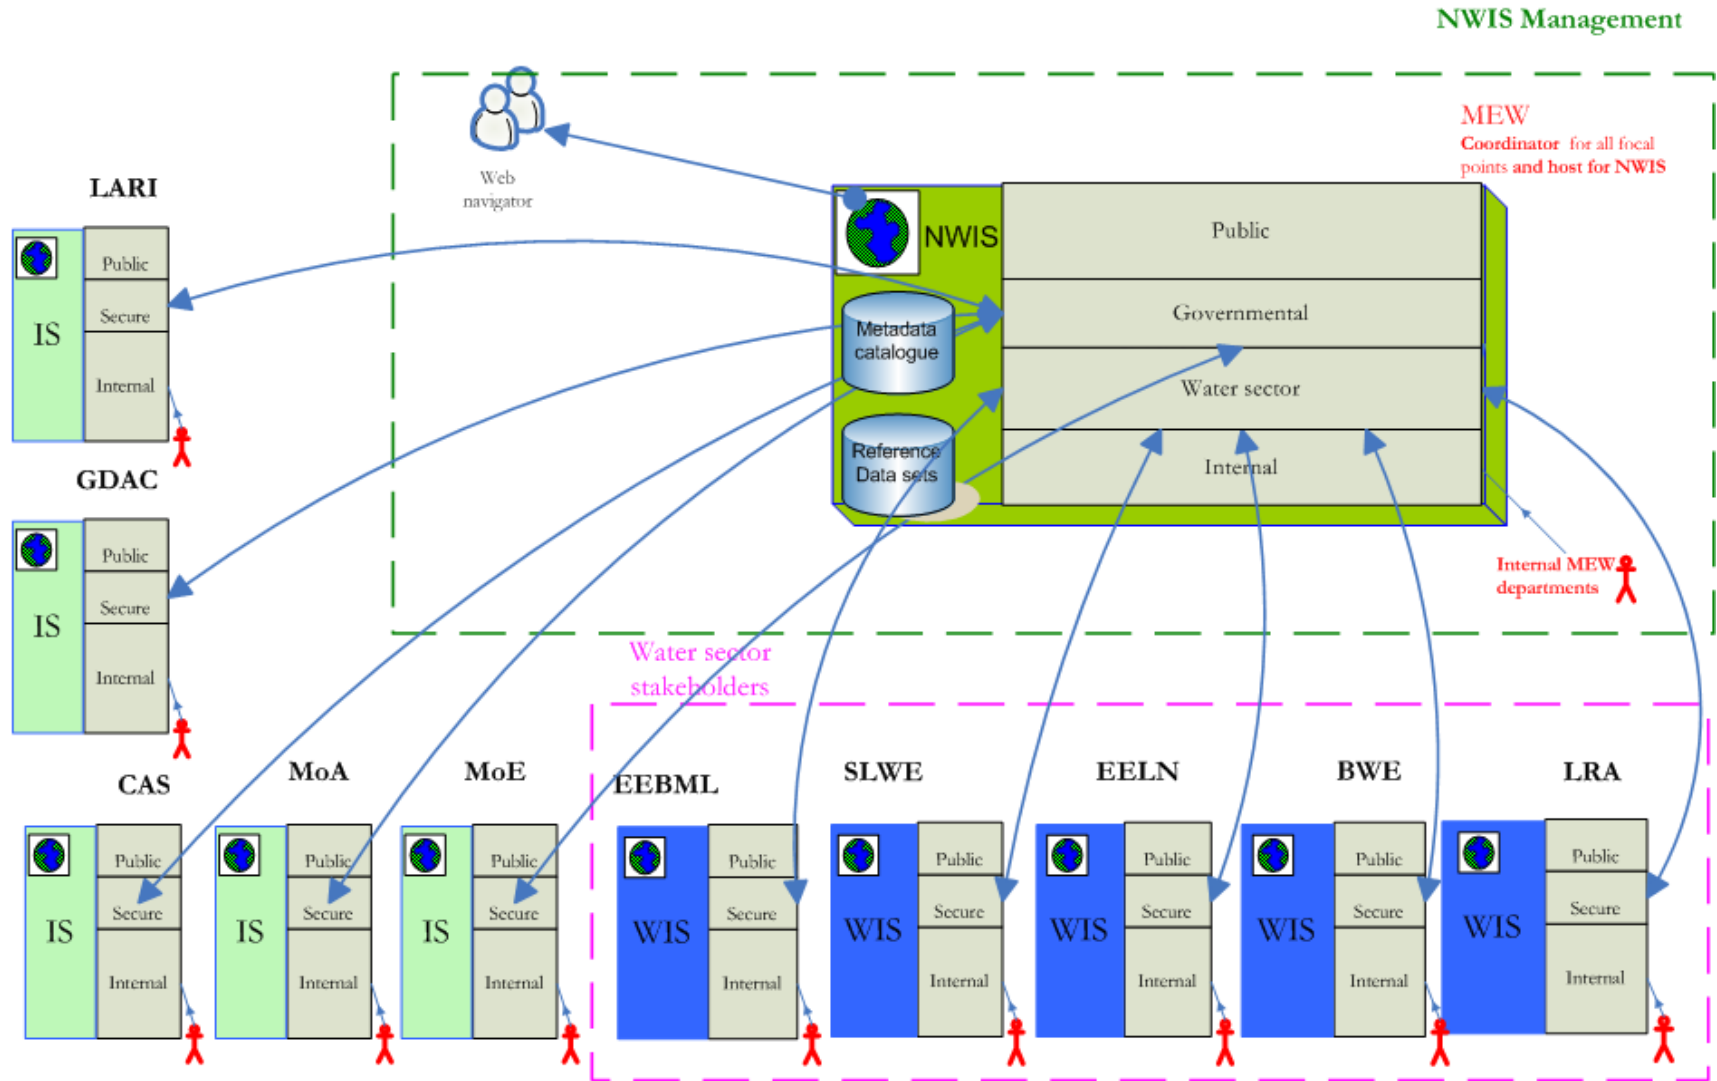 NWIS Management
MEW
Coordinator for all focal
points and host for NWIS
Web
navigator
NWIS
Public
Governmental
Water sector
Internal
Metadata
catalogue
Reference
Data sets
Internal MEW
departments
LARI
IS
Public
Secure
Internal
GDAC
IS
Public
Secure
Internal
Water sector
stakeholders
CAS
IS
Public
Secure
Internal
MoA
IS
Public
Secure
Internal
MoE
IS
Public
Secure
Internal
EEBML
WIS
Public
Secure
Internal
SLWE
WIS
Public
Secure
Internal
EELN
WIS
Public
Secure
Internal
BWE
WIS
Public
Secure
Internal
LRA
WIS
Public
Secure
Internal